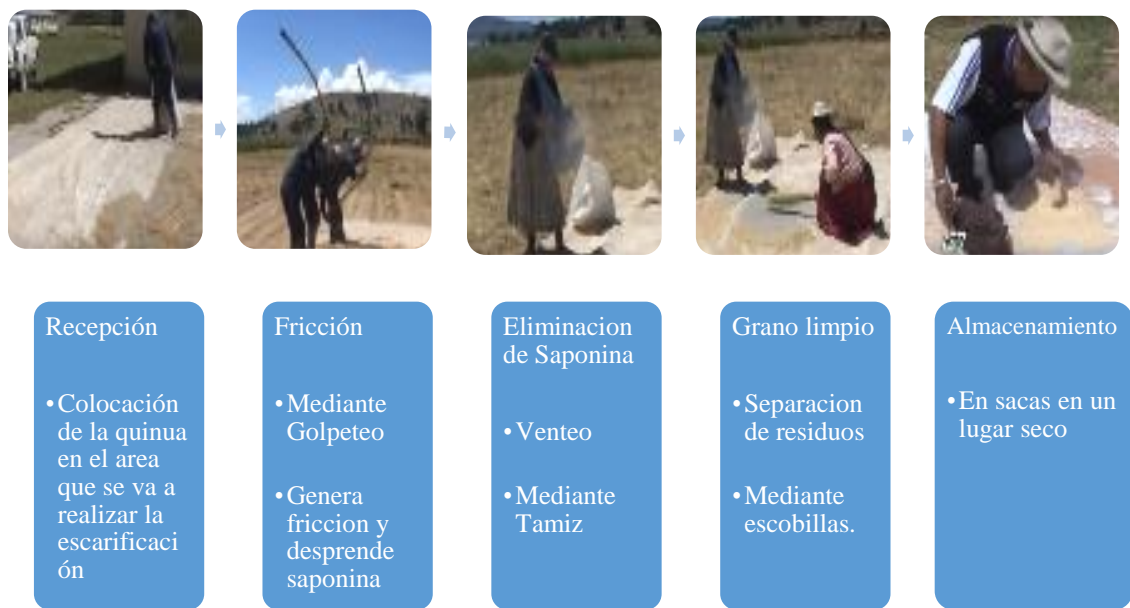 Recepción
•Colocación
de la quinua
en el area
que se va a
realizar la
escarificaci
ón
Fricción
•Mediante
Golpeteo
•Genera
friccion y
desprende
saponina
Eliminacion
de Saponina
•Venteo
•Mediante
Tamiz
Grano limpio
•Separacion
de residuos
•Mediante
escobillas.
Almacenamiento
•En sacas en un
lugar seco